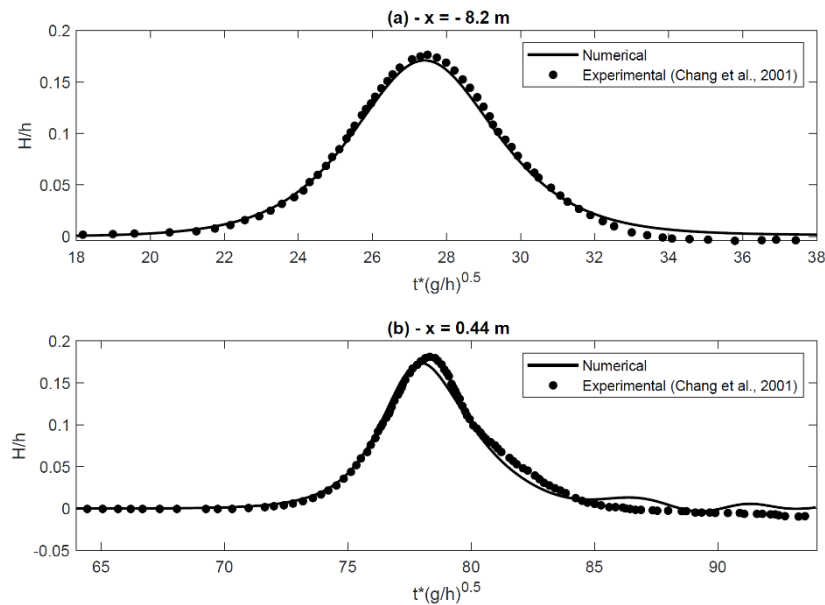 (a) - x = - 8.2 m
0.2
0.15
0.1
0.05
0
H/h
Numerical
Experimental (Chang et al., 2001)
18 20 22 24 26 28 30 32 34 36 38
t*(g/h)^0.5
(b) - x = 0.44 m
0.2
0.15
0.1
0.05
0
-0.05
H/h
Numerical
Experimental (Chang et al., 2001)
65 70 75 80 85 90
t*(g/h)^0.5